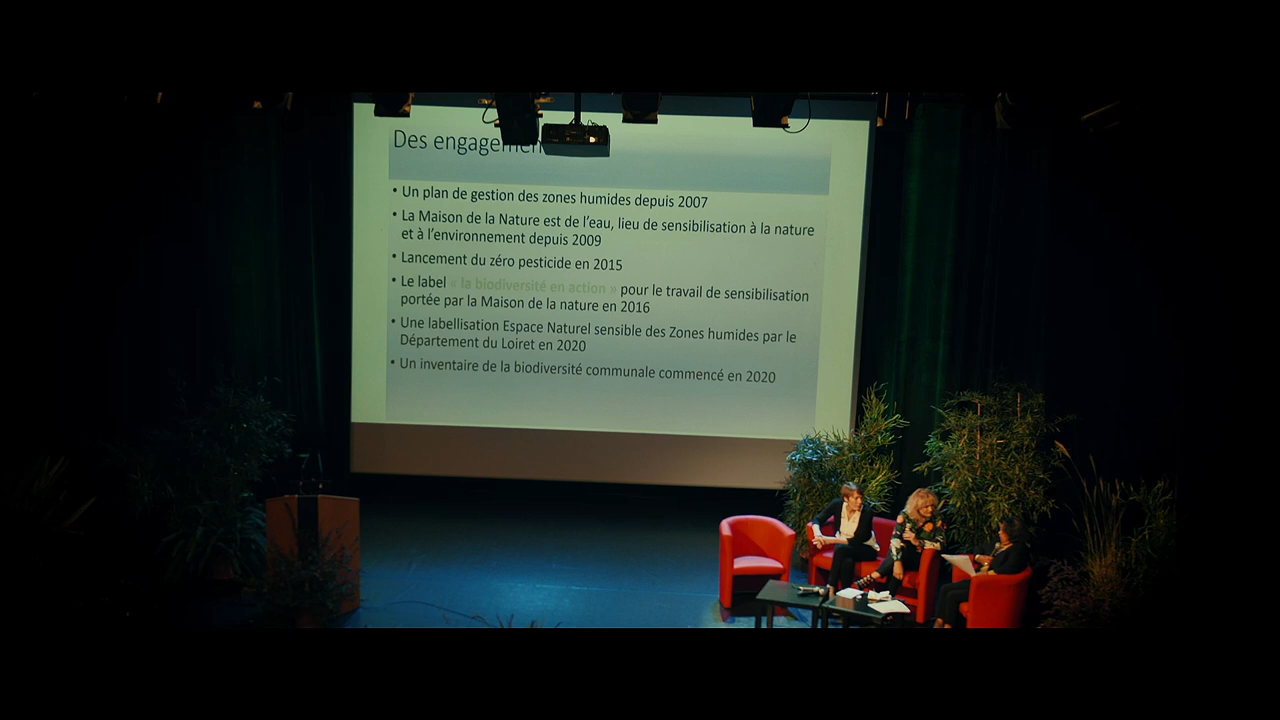 Des engagemen
• Un plan de gestion des zones humides depuis 2007
• La Maison de la Nature est de l'eau, lieu de sensibilisation à la nature
et à l'environnement depuis 2009
• Lancement du zéro pesticide en 2015
• Le label « la biodiversité en action » pour le travail de sensibilisation
portée par la Maison de la nature en 2016
• Une labellisation Espace Naturel sensible des Zones humides par le
Département du Loiret en 2020
• Un inventaire de la biodiversité communale commencé en 2020